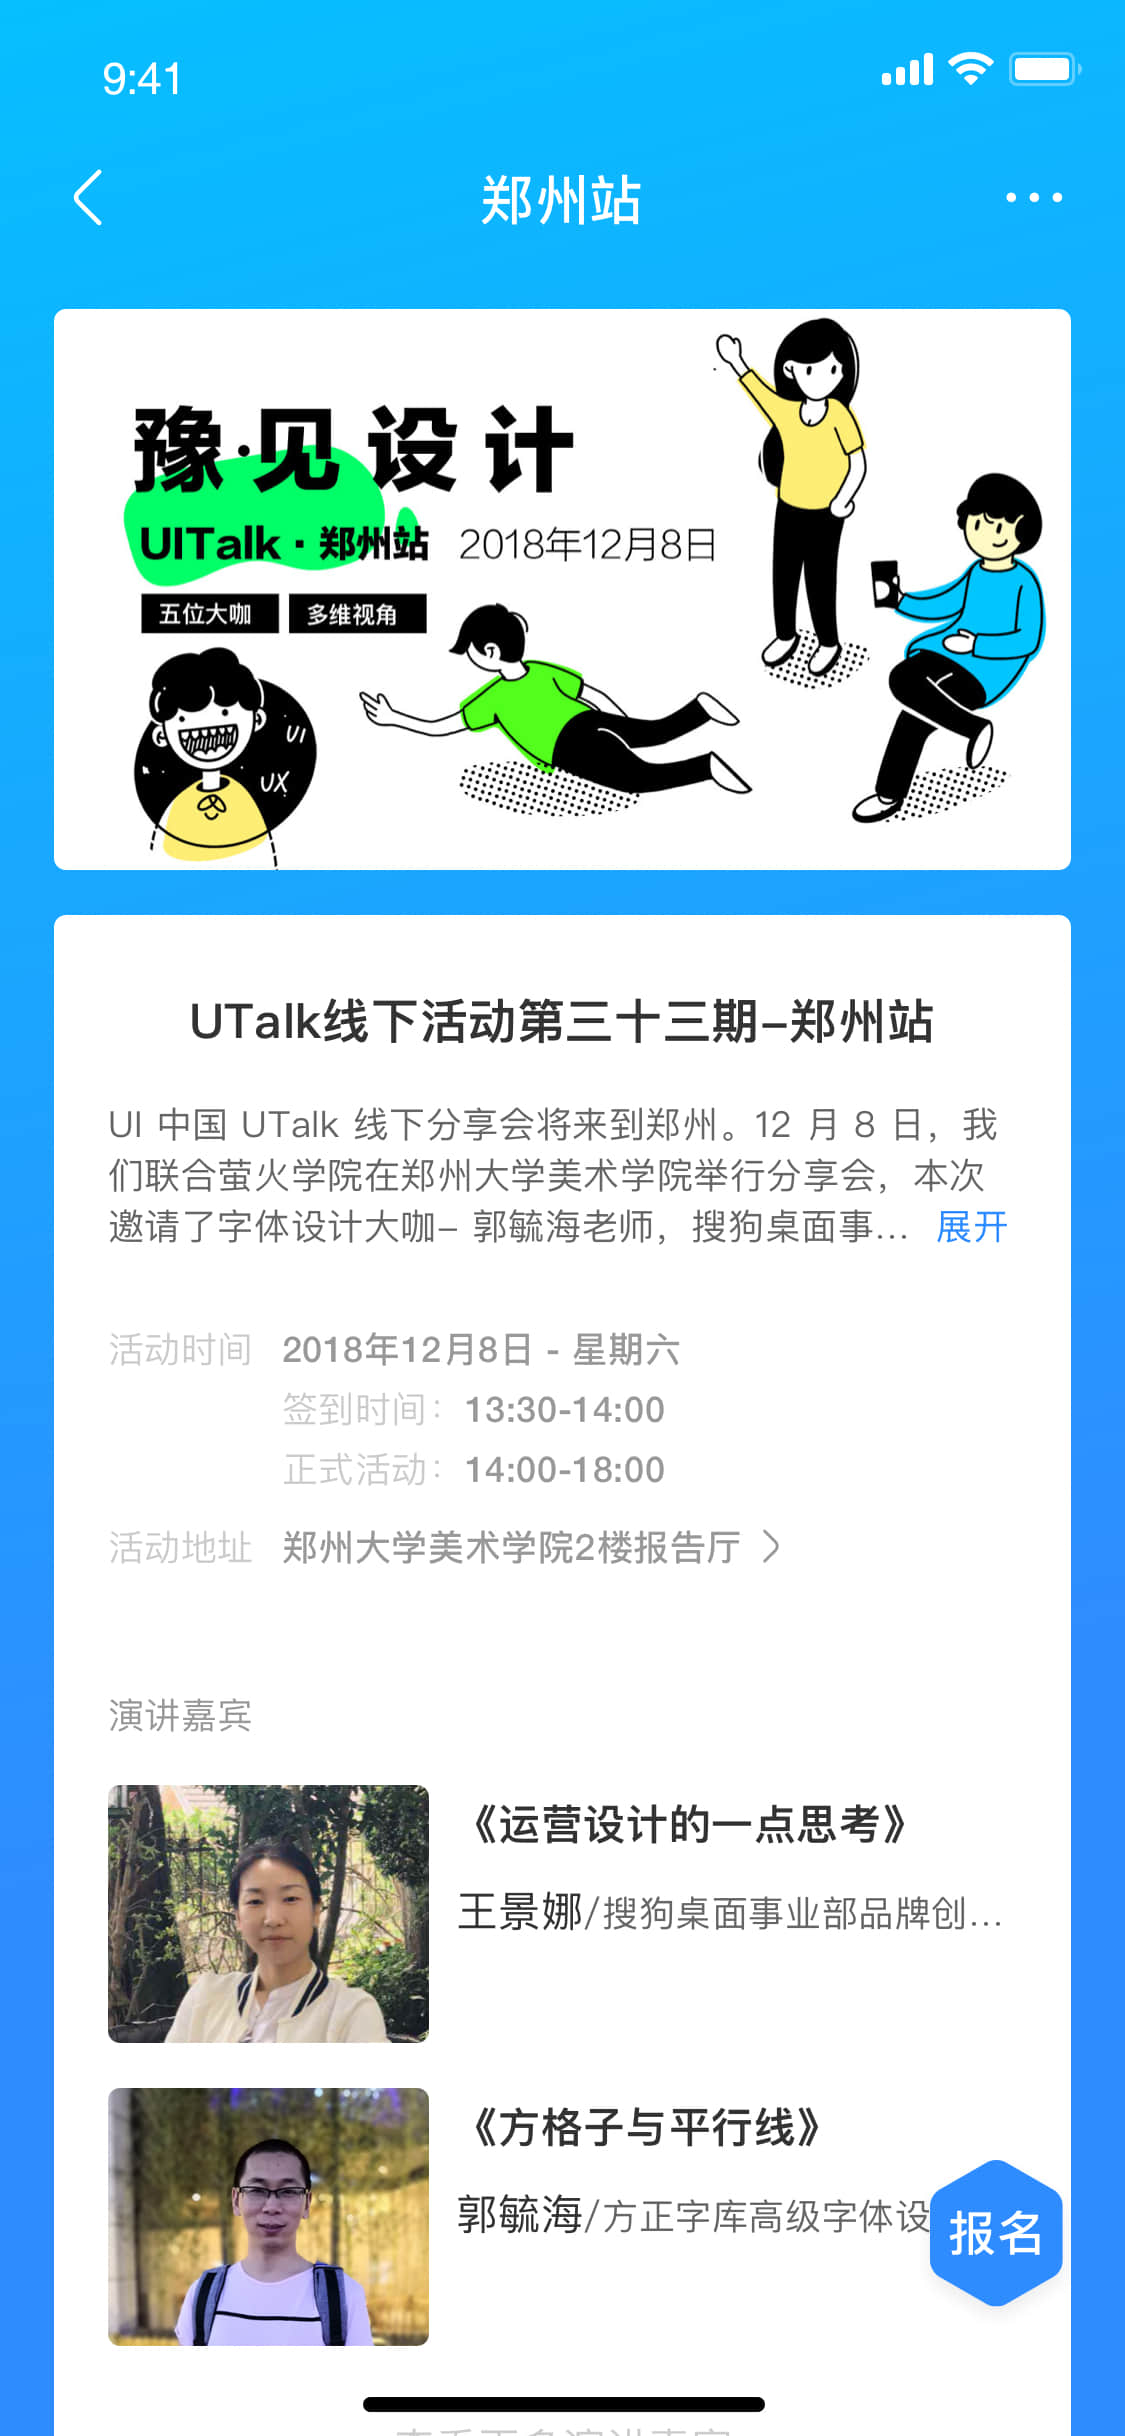 9:41
郑州站
豫·见设计
UITalk·郑州站 2018年12月8日
五位大咖 多维视角
UI
UX
UTalk线下活动第三十三期–郑州站
UI 中国 UTalk 线下分享会将来到郑州。12 月 8 日，我
们联合萤火学院在郑州大学美术学院举行分享会，本次
邀请了字体设计大咖– 郭毓海老师，搜狗桌面事... 展开
活动时间 2018年12月8日 - 星期六
签到时间：13:30-14:00
正式活动：14:00-18:00
活动地址 郑州大学美术学院2楼报告厅
演讲嘉宾
《运营设计的一点思考》
王景娜/搜狗桌面事业部品牌创...
《方格子与平行线》
郭毓海/方正字库高级字体设
报名